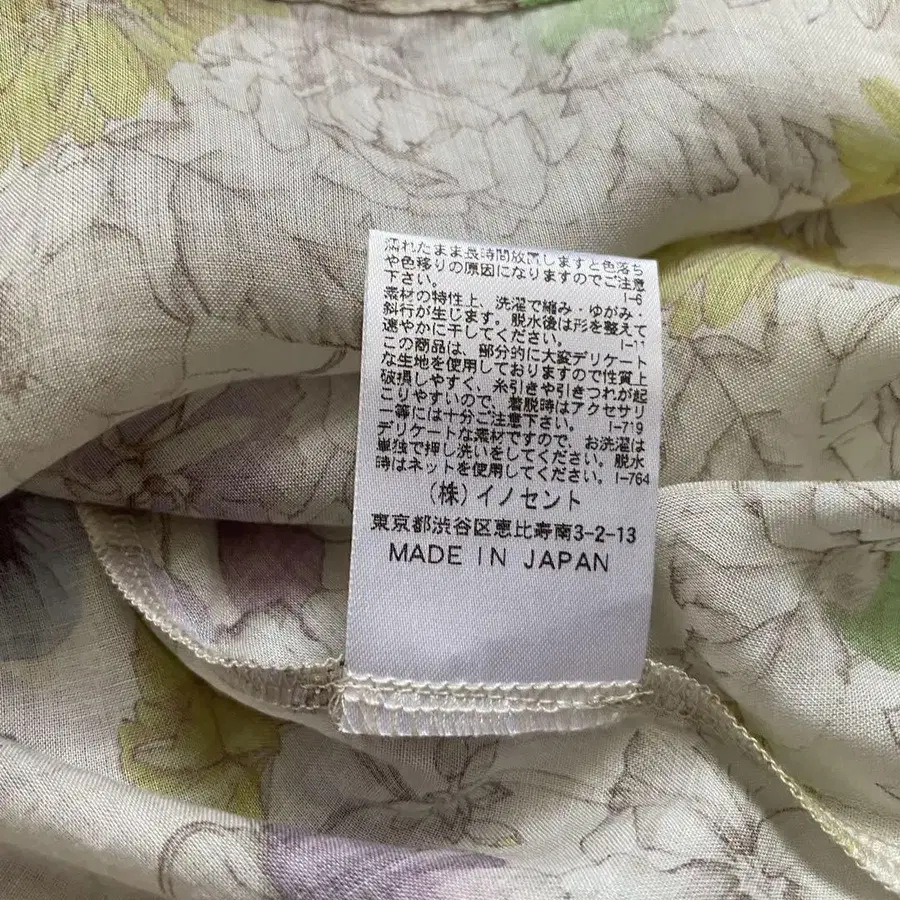 濡れたまま長時間放置しますと色落ち
や色移りの原因になりますのでご注意
下さい。 I-6
素材の特性上、洗濯で縮み・ゆがみ・
斜行が生じます。脱水後は形を整えて
速やかに干してください。 I-11
この商品は、部分的に大変デリケート
な生地を使用しておりますので性質上
破損しやすく、糸引きや引きつれが起
こりやすいので、着脱時はアクセサリ
ー等には十分ご注意下さい。 I-719
デリケートな素材ですので、お洗濯は
単独で押し洗いをしてください。脱水
時はネットを使用してください。I-764
(株)イノセント
東京都渋谷区恵比寿南3-2-13
MADE IN JAPAN